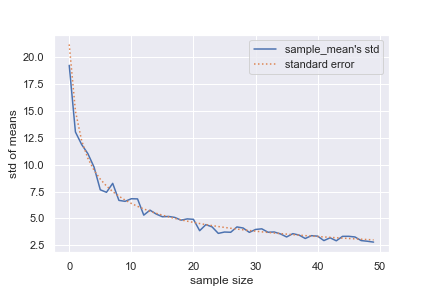 sample_mean's std
standard error
20.0
17.5
15.0
12.5
10.0
7.5
5.0
2.5
std of means
0 10 20 30 40 50
sample size